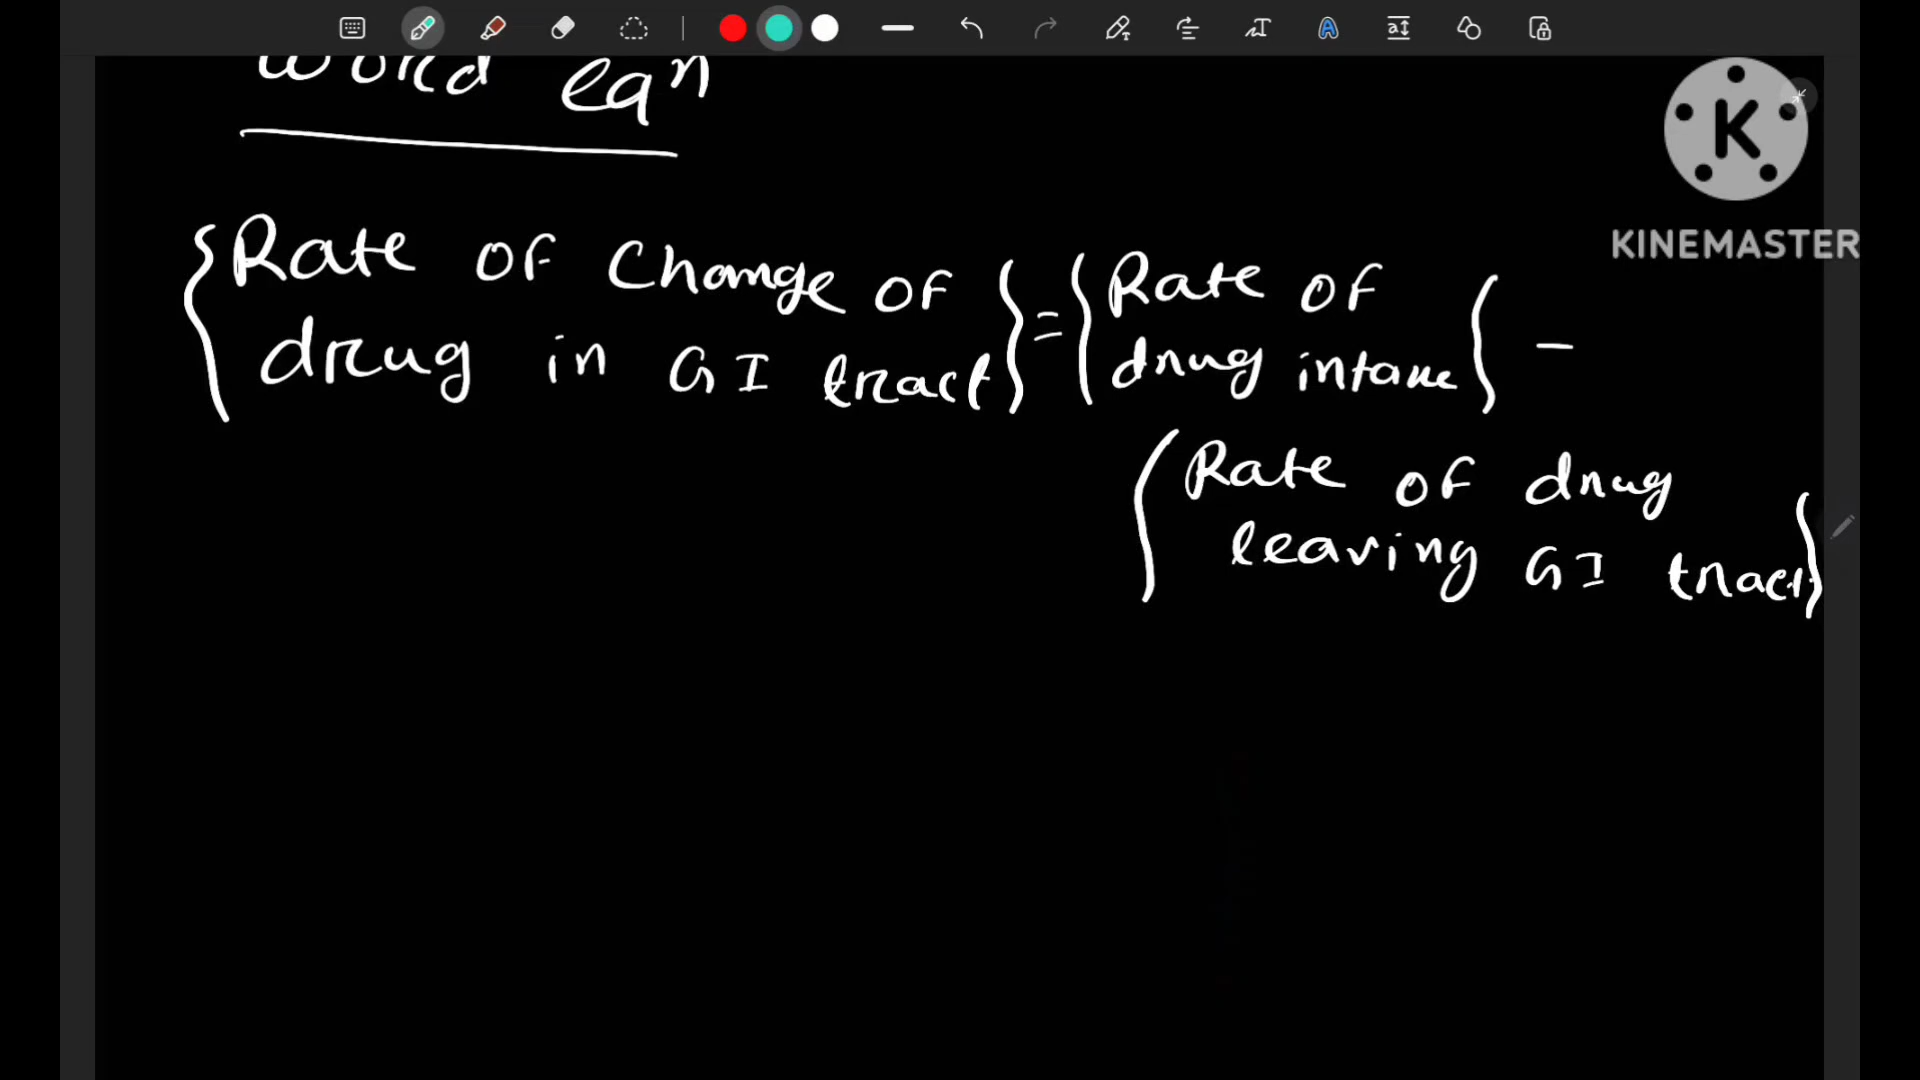 word eqⁿ
K
KINEMASTER
{Rate of Change of drug in GI tract} = {Rate of drug intake} -
{Rate of drug leaving GI tract}